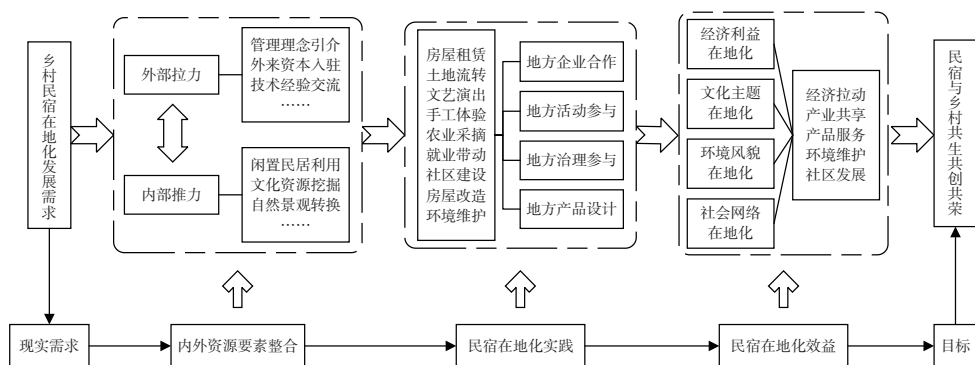 乡村民宿在地化发展需求
外部拉力
管理理念引介
外来资本入驻
技术经验交流
……
内部推力
闲置民居利用
文化资源挖掘
自然景观转换
……
房屋租赁
土地流转
文艺演出
手工体验
农业采摘
就业带动
社区建设
房屋改造
环境维护
地方企业合作
地方活动参与
地方治理参与
地方产品设计
经济利益
在地化
文化主题
在地化
环境风貌
在地化
社会网络
在地化
经济拉动
产业共享
产品服务
环境维护
社区发展
民宿与乡村共生共创共荣
现实需求
内外资源要素整合
民宿在地化实践
民宿在地化效益
目标